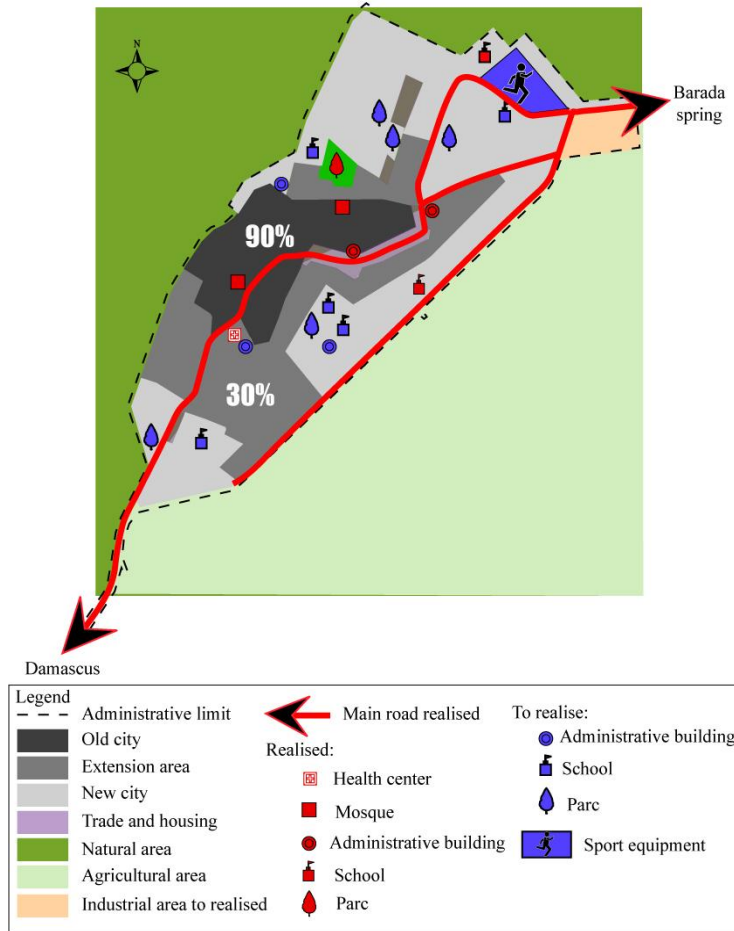 N
Barada
spring
90%
30%
Damascus
Legend
Administrative limit
Old city
Extension area
New city
Trade and housing
Natural area
Agricultural area
Industrial area to realised
Main road realised
Realised:
Health center
Mosque
Administrative building
School
Parc
To realise:
Administrative building
School
Parc
Sport equipment